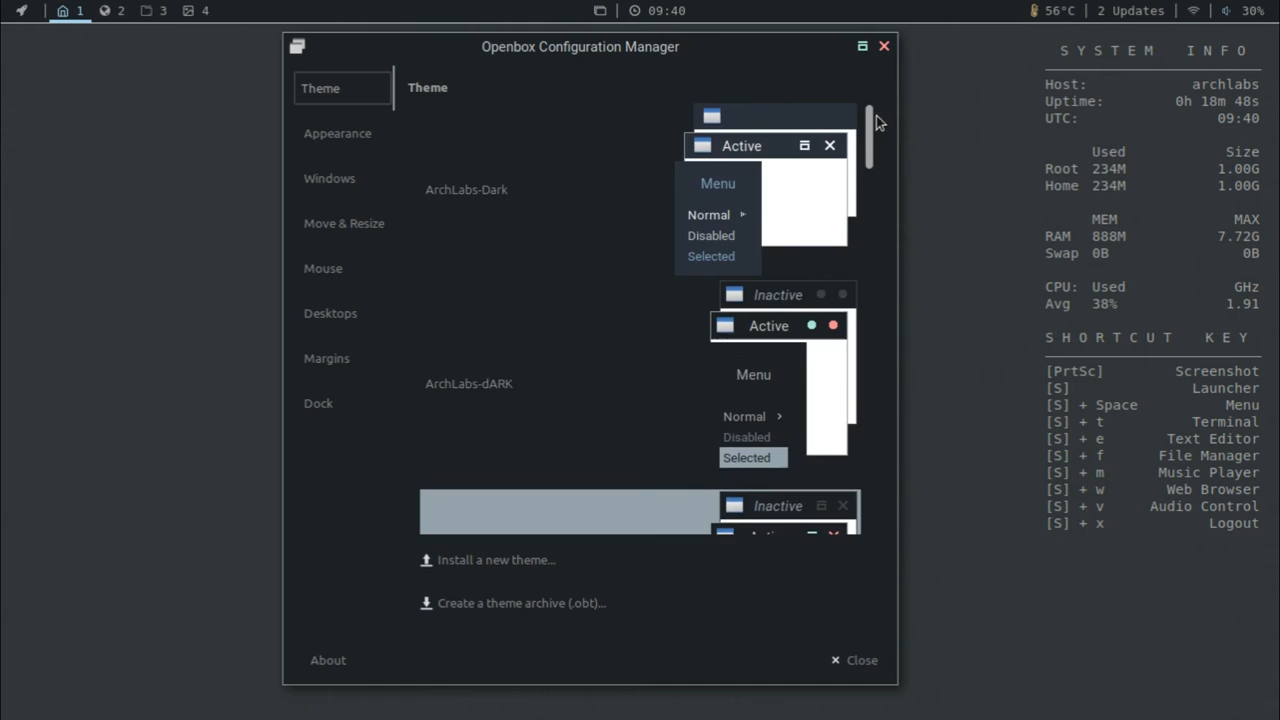 1 2 3 4 09:40 56°C 2 Updates 30%
Openbox Configuration Manager
Theme
Appearance
Windows
Move & Resize
Mouse
Desktops
Margins
Dock
Theme
Active
ArchLabs-Dark
Menu
Normal
Disabled
Selected
Inactive
Active
ArchLabs-dARK
Menu
Normal
Disabled
Selected
Inactive
Install a new theme...
Create a theme archive (.obt)...
About
Close
SYSTEM INFO
Host: archlabs
Uptime: 0h 18m 48s
UTC: 09:40
Used Size
Root 234M 1.00G
Home 234M 1.00G
MEM MAX
RAM 888M 7.72G
Swap 0B 0B
CPU: Used GHz
Avg 38% 1.91
SHORTCUT KEY
[PrtSc] Screenshot
[S] Launcher
[S] + Space Menu
[S] + t Terminal
[S] + e Text Editor
[S] + f File Manager
[S] + m Music Player
[S] + w Web Browser
[S] + v Audio Control
[S] + x Logout